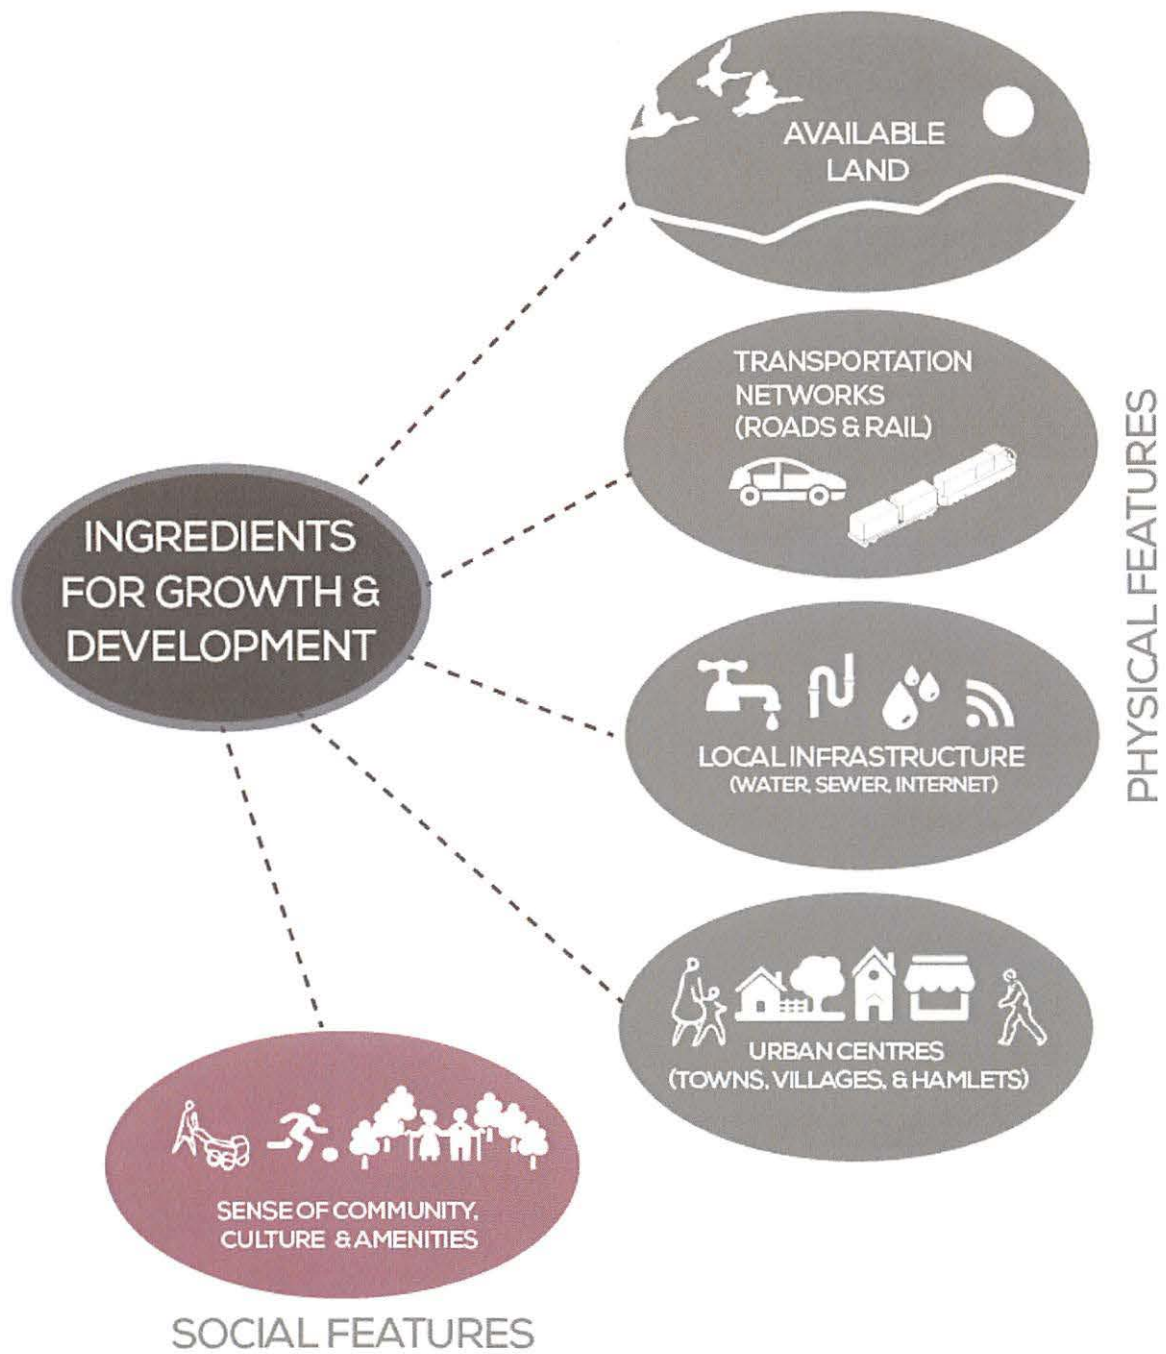 AVAILABLE
LAND
TRANSPORTATION
NETWORKS
(ROADS & RAIL)
INGREDIENTS
FOR GROWTH &
DEVELOPMENT
LOCAL INFRASTRUCTURE
(WATER, SEWER, INTERNET)
PHYSICAL FEATURES
URBAN CENTRES
(TOWNS, VILLAGES, & HAMLETS)
SENSE OF COMMUNITY,
CULTURE & AMENITIES
SOCIAL FEATURES